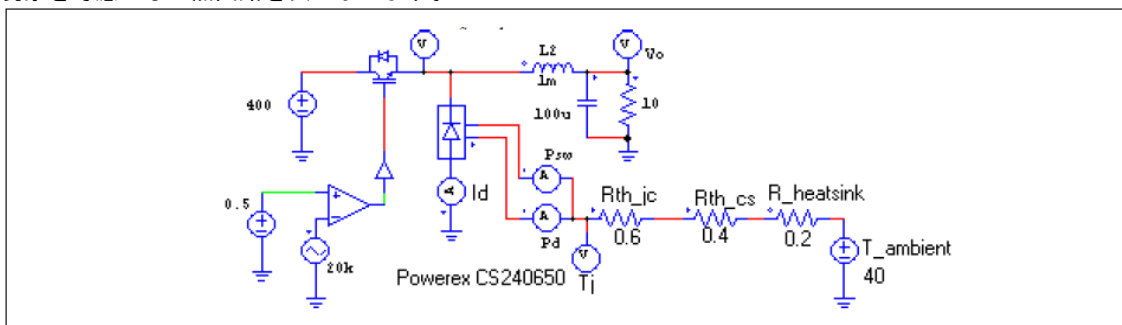 V
V
Vo
L2
1m
400
100u
10
Psw
A
A
Id
Rth_jc
Rth_cs
R_heatsink
0.5
A
0.6
0.4
0.2
Pd
V
T_ambient
20k
Powerex CS240650
Tj
40